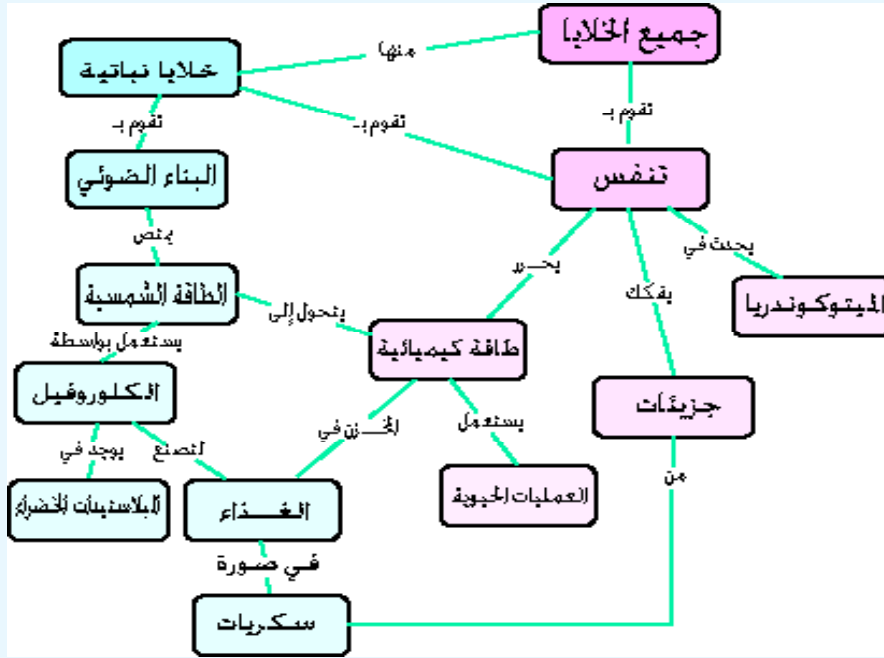 جميع الخلايا
منها
خلايا نباتية
تقوم بـ
تقوم بـ
تقوم بـ
تنفس
البناء الضوئي
يمتص
يحدث في
يحرر
يفكك
الميتوكوندريا
الطاقة الشمسية
يتحول إلى
طاقة كيميائية
يستعمل بواسطة
الكلوروفيل
جزيئات
المخزن في
يستعمل
يوجد في
لتصنع
من
العمليات الحيوية
البلاستيدات الخضراء
الغذاء
في صورة
سكريات